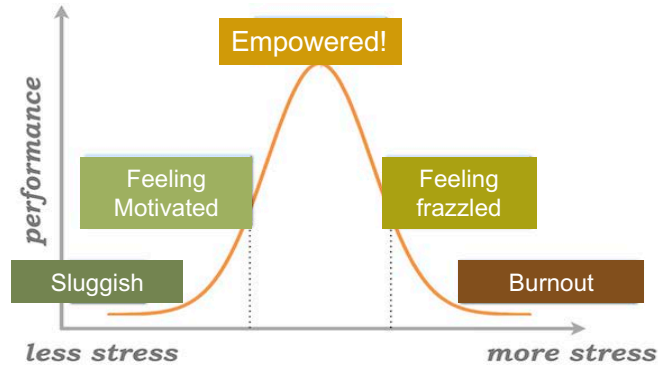 Empowered!
performance
Feeling
Motivated
Feeling
frazzled
Sluggish
Burnout
less stress
more stress